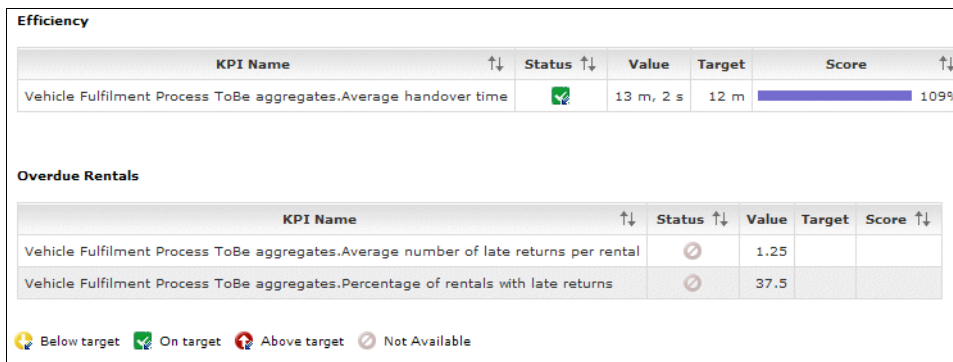 Efficiency
KPI Name Status Value Target Score
Vehicle Fulfilment Process ToBe aggregates.Average handover time 13 m, 2 s 12 m 109%
Overdue Rentals
KPI Name Status Value Target Score
Vehicle Fulfilment Process ToBe aggregates.Average number of late returns per rental 1.25
Vehicle Fulfilment Process ToBe aggregates.Percentage of rentals with late returns 37.5
Below target On target Above target Not Available